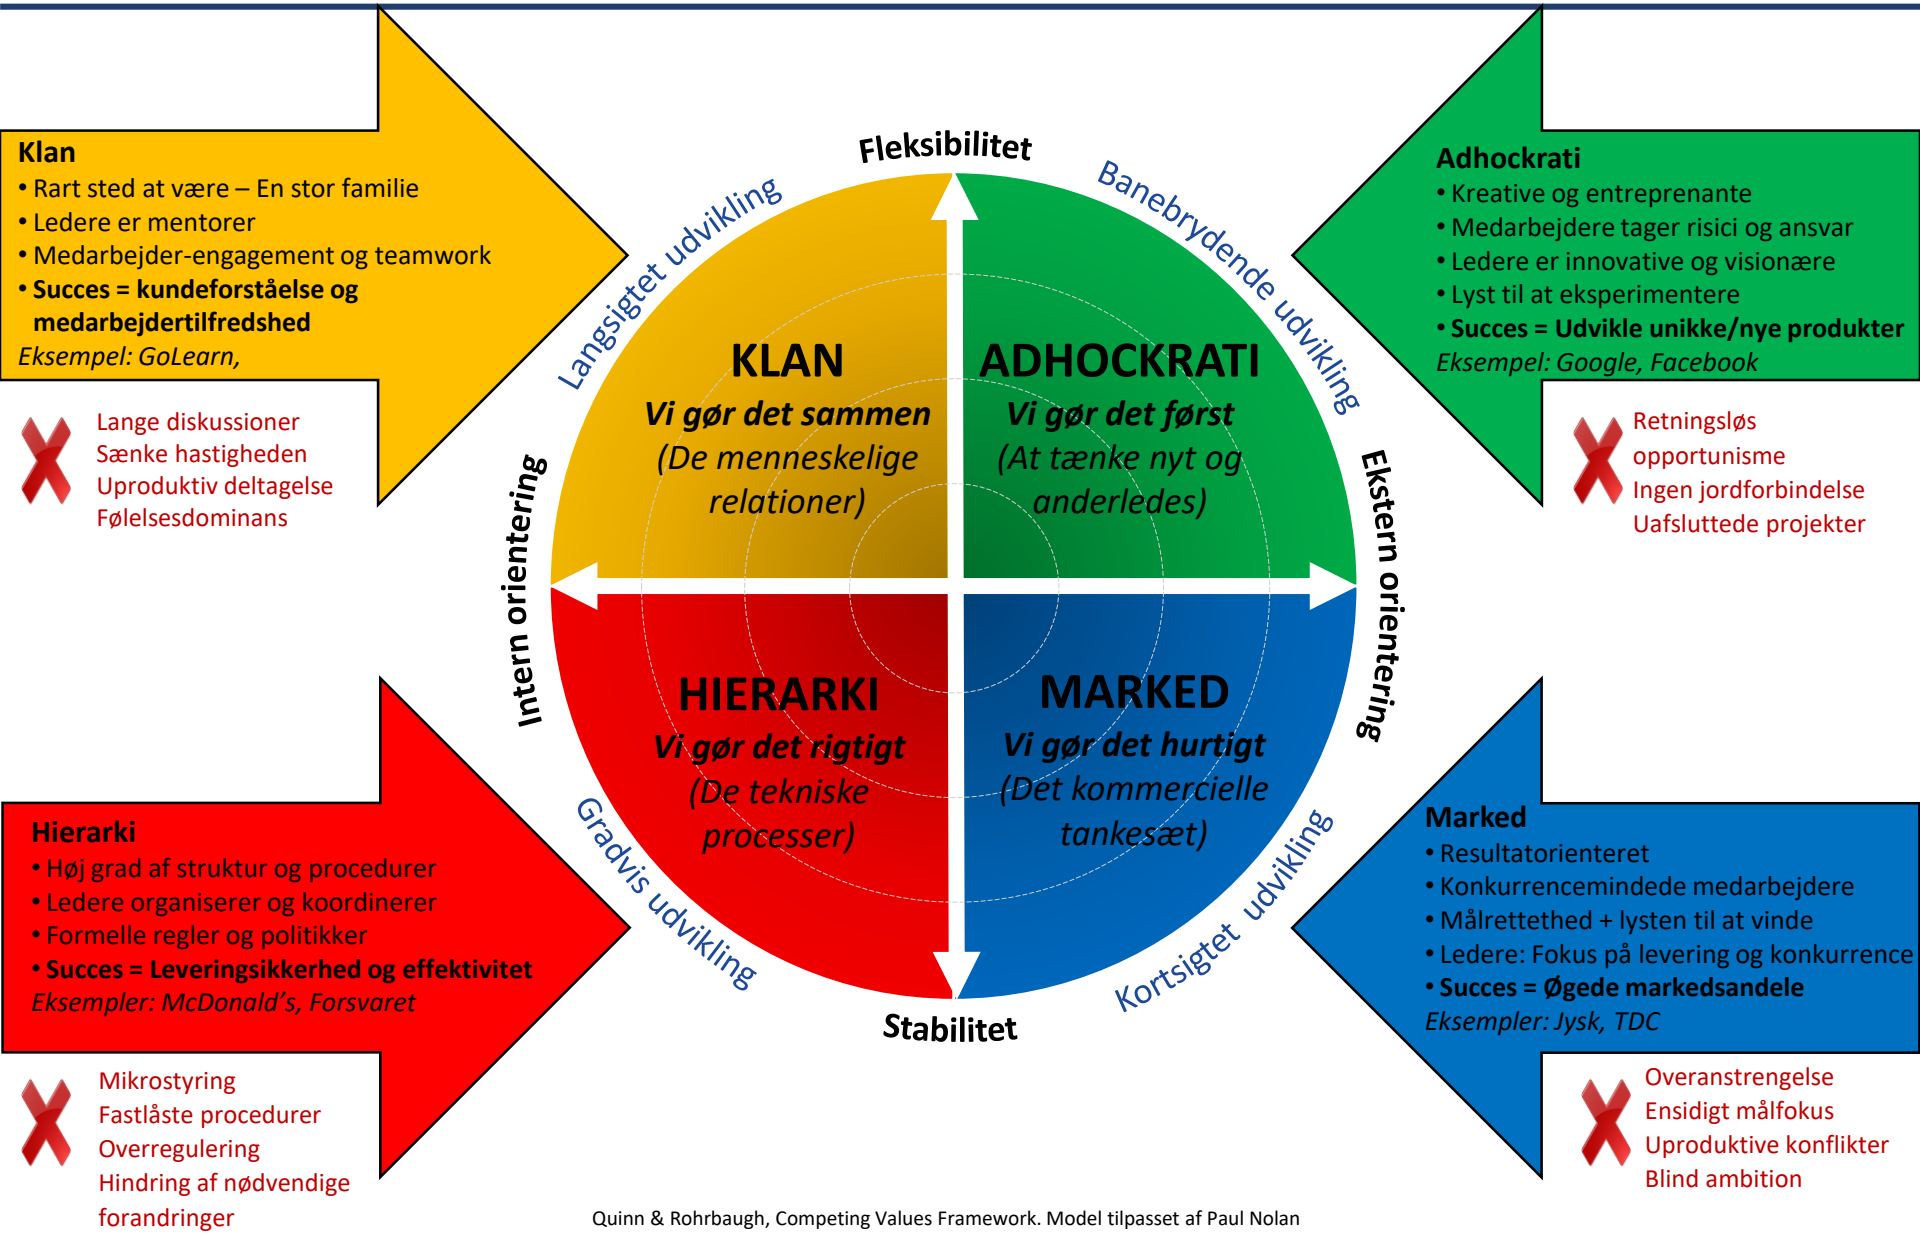 Klan
• Rart sted at være – En stor familie
• Ledere er mentorer
• Medarbejder-engagement og teamwork
• Succes = kundeforståelse og
medarbejdertilfredshed
Eksempel: GoLearn,
Lange diskussioner
Sænke hastigheden
Uproduktiv deltagelse
Følelsesdominans
Fleksibilitet
Langsigtet udvikling
Banebrydende udvikling
Intern orientering
Ekstern orientering
KLAN
Vi gør det sammen
(De menneskelige
relationer)
ADHOCKRATI
Vi gør det først
(At tænke nyt og
anderledes)
Adhockrati
• Kreative og entreprenante
• Medarbejdere tager risici og ansvar
• Ledere er innovative og visionære
• Lyst til at eksperimentere
• Succes = Udvikle unikke/nye produkter
Eksempel: Google, Facebook
Retningsløs
opportunisme
Ingen jordforbindelse
Uafsluttede projekter
Hierarki
• Høj grad af struktur og procedurer
• Ledere organiserer og koordinerer
• Formelle regler og politikker
• Succes = Leveringsikkerhed og effektivitet
Eksempler: McDonald's, Forsvaret
Mikrostyring
Fastlåste procedurer
Overregulering
Hindring af nødvendige
forandringer
HIERARKI
Vi gør det rigtigt
(De tekniske
processer)
MARKED
Vi gør det hurtigt
(Det kommercielle
tankesæt)
Gradvis udvikling
Kortsigtet udvikling
Stabilitet
Marked
• Resultatorienteret
• Konkurrencemindede medarbejdere
• Målrettethed + lysten til at vinde
• Ledere: Fokus på levering og konkurrence
• Succes = Øgede markedsandele
Eksempler: Jysk, TDC
Overanstrengelse
Ensidigt målfokus
Uproduktive konflikter
Blind ambition
Quinn & Rohrbaugh, Competing Values Framework. Model tilpasset af Paul Nolan